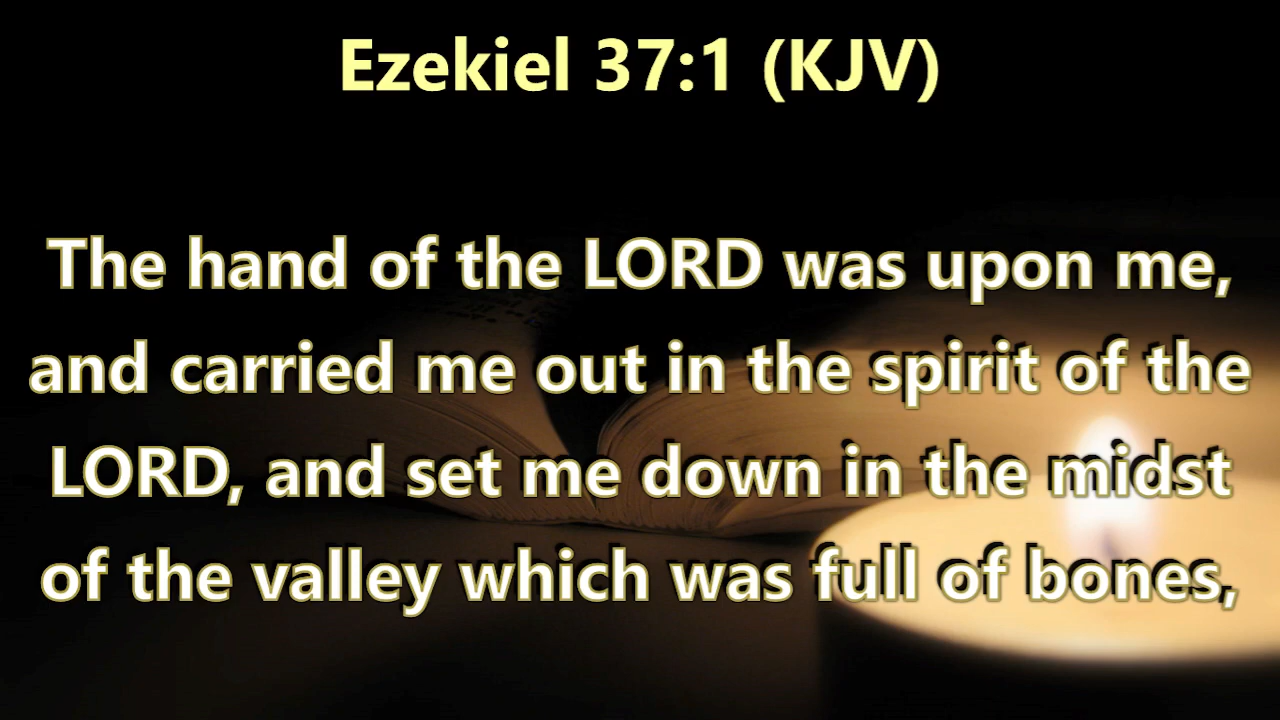 Ezekiel 37:1 (KJV)
The hand of the LORD was upon me,
and carried me out in the spirit of the
LORD, and set me down in the midst
of the valley which was full of bones,